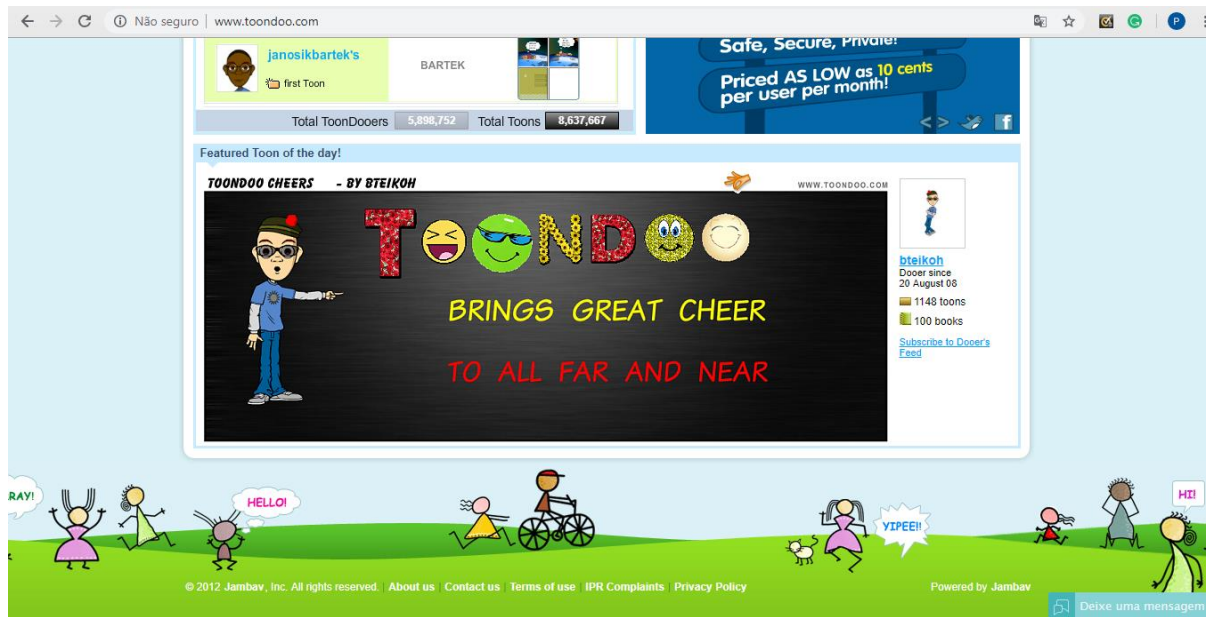 Não seguro | www.toondoo.com
P
janosikbartek's
BARTEK
first Toon
Safe, Secure, Private!
Priced AS LOW as 10 cents
per user per month!
Total ToonDooers 5,898,752 Total Toons 8,637,667
Featured Toon of the day!
TOONDOO CHEERS - BY BTEIKOH
WWW.TOONDOO.COM
TOONDOO
BRINGS GREAT CHEER
TO ALL FAR AND NEAR
bteikoh
Dooer since
20 August 08
1148 toons
100 books
Subscribe to Dooer's
Feed
RAY!
HELLO!
YIPEE!!
HI!
© 2012 Jambav, Inc. All rights reserved. | About us | Contact us | Terms of use | IPR Complaints | Privacy Policy
Powered by Jambav
Deixe uma mensagem